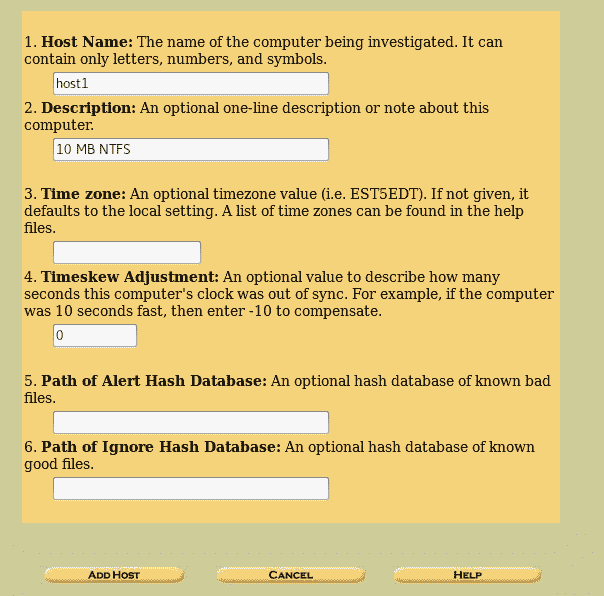 1. Host Name: The name of the computer being investigated. It can
contain only letters, numbers, and symbols.
host1
2. Description: An optional one-line description or note about this
computer.
10 MB NTFS
3. Time zone: An optional timezone value (i.e. EST5EDT). If not given, it
defaults to the local setting. A list of time zones can be found in the help
files.
4. Timeskew Adjustment: An optional value to describe how many
seconds this computer's clock was out of sync. For example, if the computer
was 10 seconds fast, then enter -10 to compensate.
0
5. Path of Alert Hash Database: An optional hash database of known bad
files.
6. Path of Ignore Hash Database: An optional hash database of known
good files.
ADD HOST CANCEL HELP